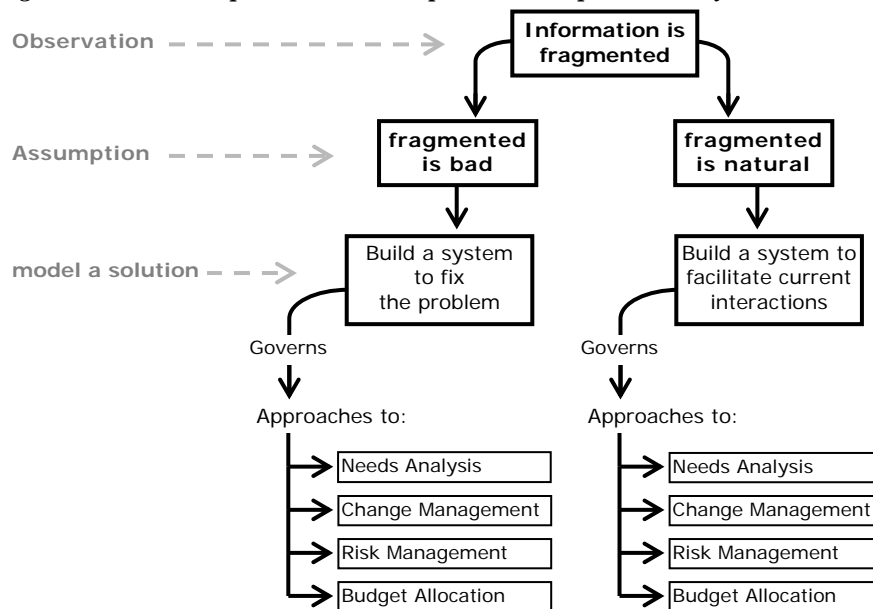 Observation
Information is
fragmented
Assumption
fragmented
is bad
fragmented
is natural
model a solution
Build a system
to fix
the problem
Build a system to
facilitate current
interactions
Governs
Governs
Approaches to:
Approaches to:
Needs Analysis
Change Management
Risk Management
Budget Allocation
Needs Analysis
Change Management
Risk Management
Budget Allocation